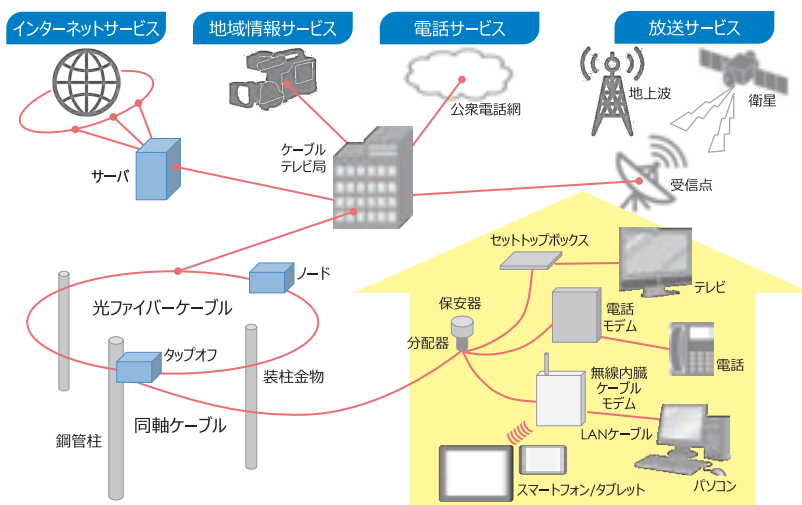 インターネットサービス
地域情報サービス
電話サービス
放送サービス
公衆電話網
地上波
衛星
ケーブル
テレビ局
サーバ
受信点
セットトップボックス
テレビ
ノード
光ファイバーケーブル
保安器
分配器
電話
モデム
電話
タップオフ
装柱金物
無線内臓
ケーブル
モデム
同軸ケーブル
鋼管柱
LANケーブル
パソコン
スマートフォン/タブレット